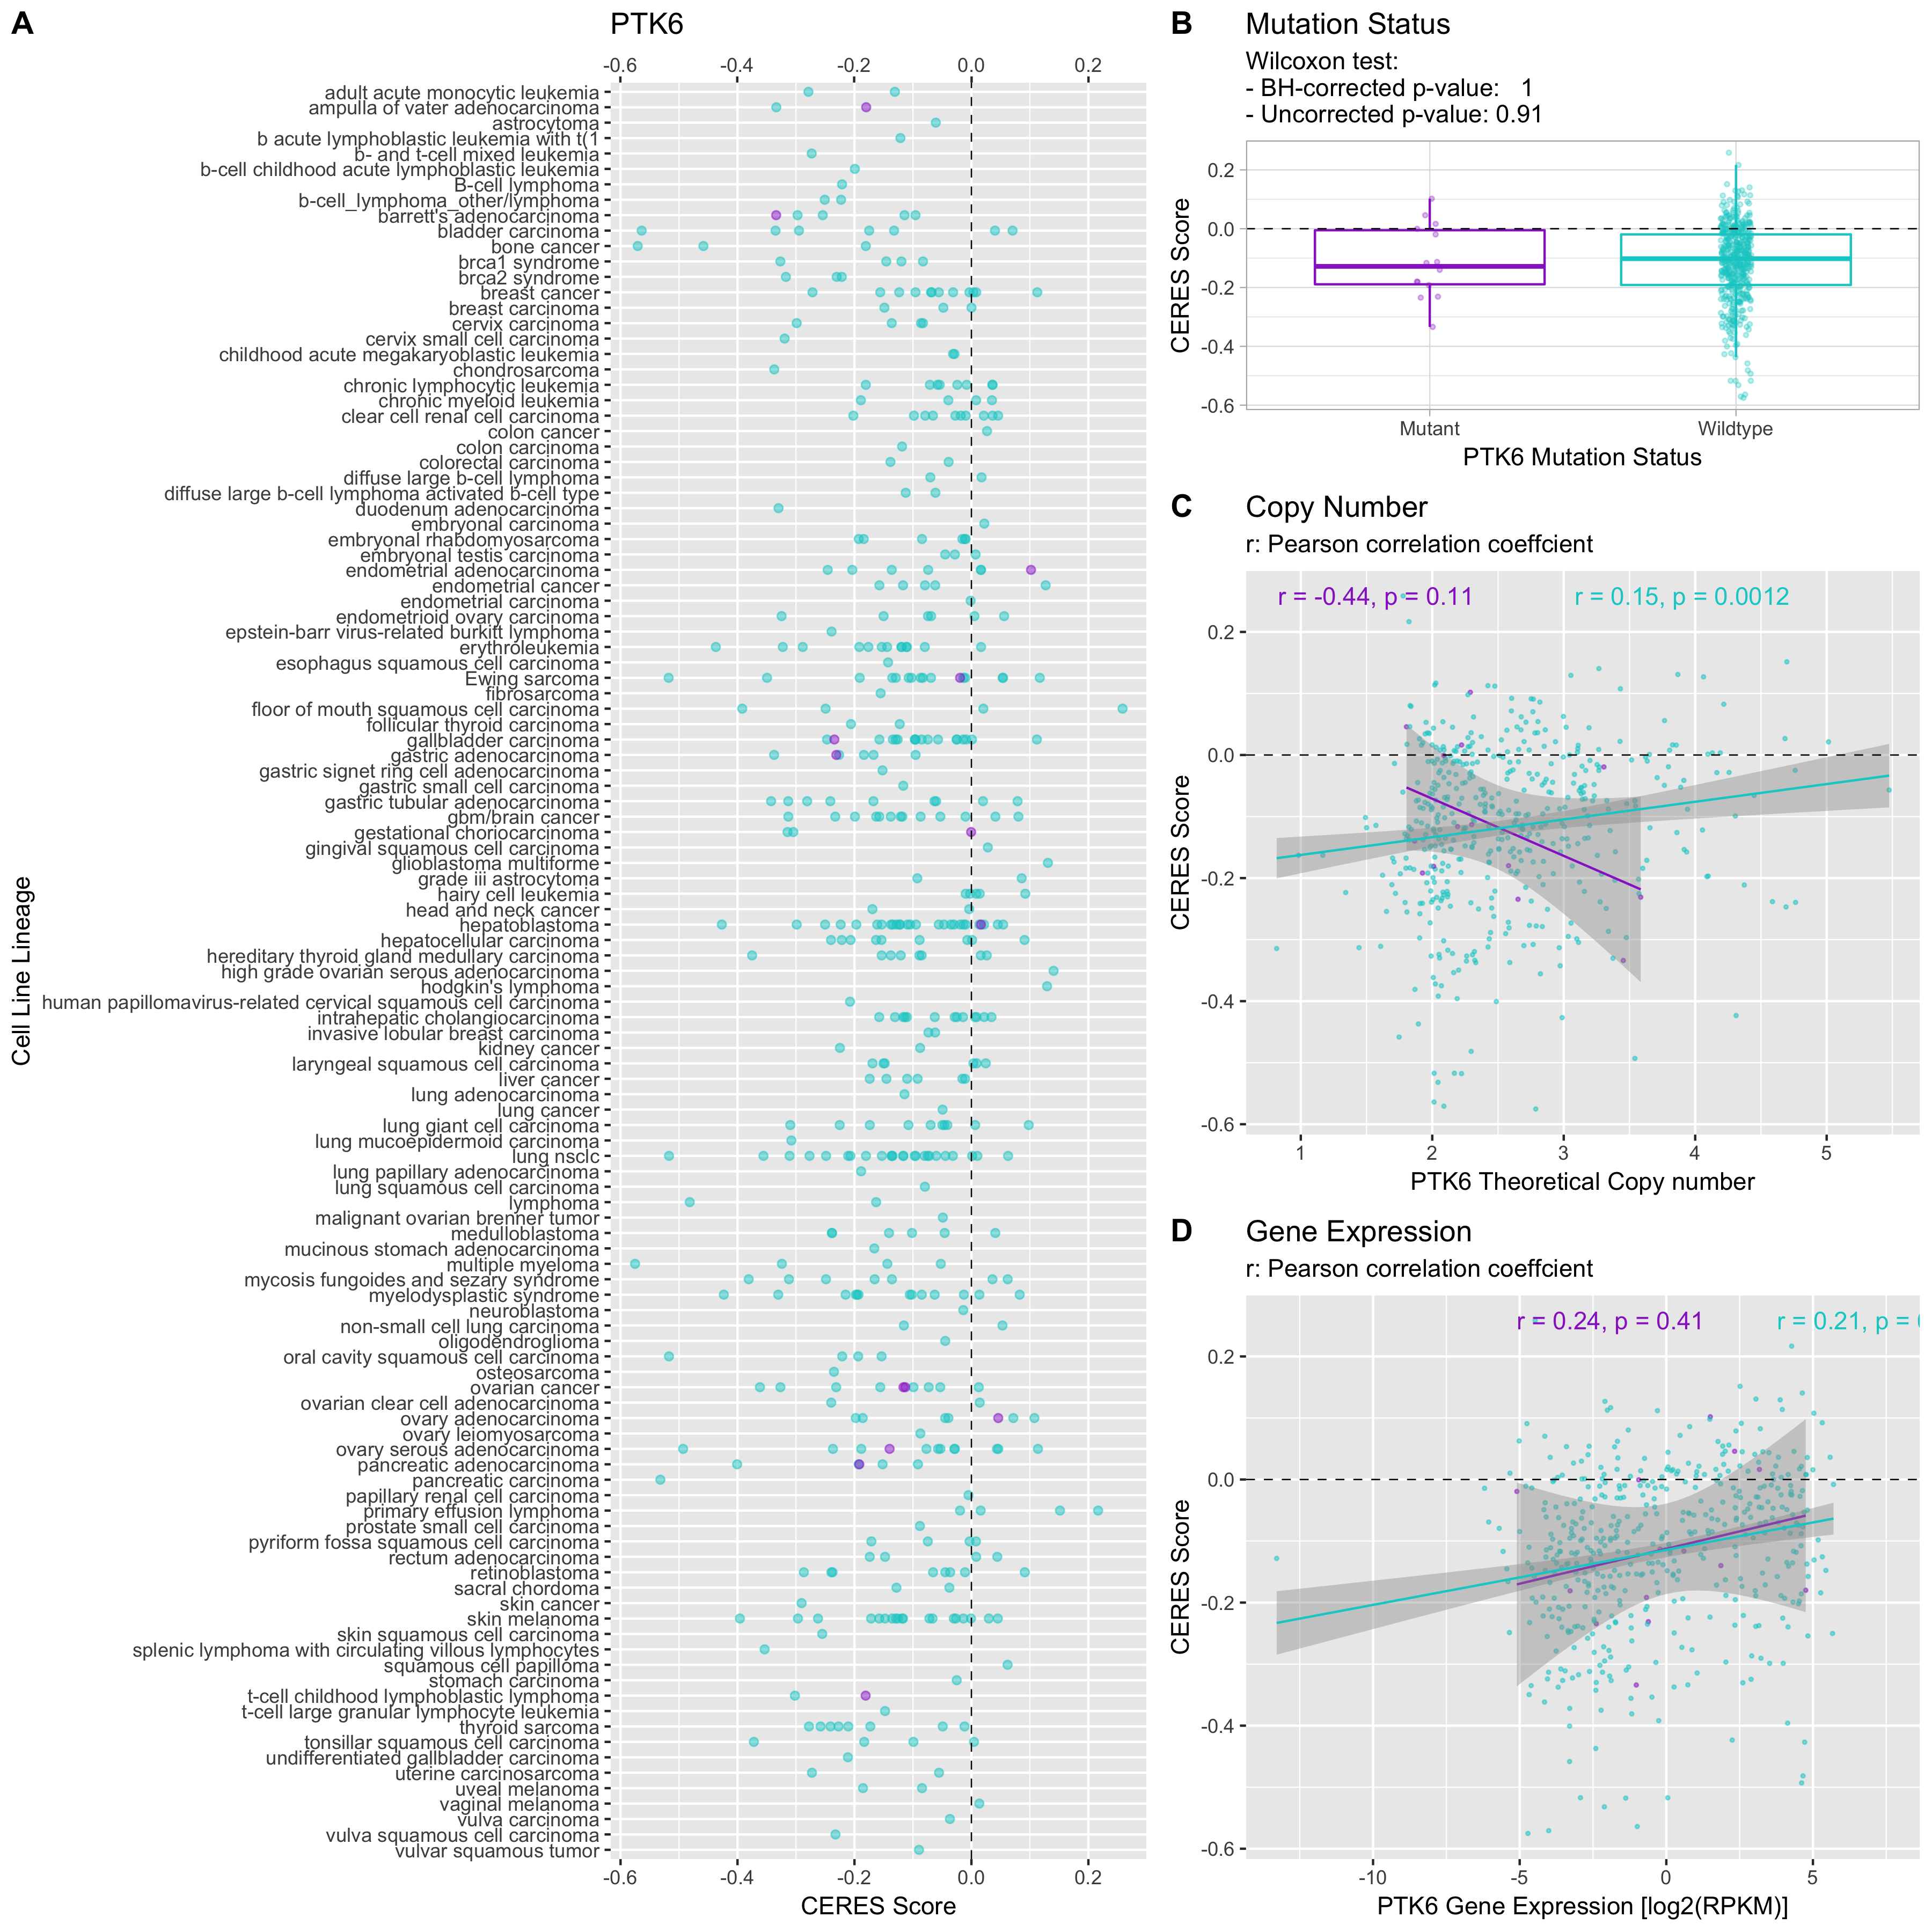 A
PTK6
-0.6 -0.4 -0.2 0.0 0.2
adult acute monocytic leukemia
ampulla of vater adenocarcinoma
astrocytoma
b acute lymphoblastic leukemia with t(1
b- and t-cell mixed leukemia
b-cell childhood acute lymphoblastic leukemia
B-cell lymphoma
b-cell_lymphoma_other/lymphoma
barrett's adenocarcinoma
bladder carcinoma
bone cancer
brca1 syndrome
brca2 syndrome
breast cancer
breast carcinoma
cervix carcinoma
cervix small cell carcinoma
childhood acute megakaryoblastic leukemia
chondrosarcoma
chronic lymphocytic leukemia
chronic myeloid leukemia
clear cell renal cell carcinoma
colon cancer
colon carcinoma
colorectal carcinoma
diffuse large b-cell lymphoma
diffuse large b-cell lymphoma activated b-cell type
duodenum adenocarcinoma
embryonal carcinoma
embryonal rhabdomyosarcoma
embryonal testis carcinoma
endometrial adenocarcinoma
endometrial cancer
endometrial carcinoma
endometrioid ovary carcinoma
epstein-barr virus-related burkitt lymphoma
erythroleukemia
esophagus squamous cell carcinoma
Ewing sarcoma
fibrosarcoma
floor of mouth squamous cell carcinoma
follicular thyroid carcinoma
gallbladder carcinoma
gastric adenocarcinoma
gastric signet ring cell adenocarcinoma
gastric small cell carcinoma
gastric tubular adenocarcinoma
gbm/brain cancer
gestational choriocarcinoma
gingival squamous cell carcinoma
glioblastoma multiforme
grade iii astrocytoma
hairy cell leukemia
head and neck cancer
hepatoblastoma
hepatocellular carcinoma
hereditary thyroid gland medullary carcinoma
high grade ovarian serous adenocarcinoma
hodgkin's lymphoma
human papillomavirus-related cervical squamous cell carcinoma
intrahepatic cholangiocarcinoma
invasive lobular breast carcinoma
kidney cancer
laryngeal squamous cell carcinoma
liver cancer
lung adenocarcinoma
lung cancer
lung giant cell carcinoma
lung mucoepidermoid carcinoma
lung nsclc
lung papillary adenocarcinoma
lung squamous cell carcinoma
lymphoma
malignant ovarian brenner tumor
medulloblastoma
mucinous stomach adenocarcinoma
multiple myeloma
mycosis fungoides and sezary syndrome
myelodysplastic syndrome
neuroblastoma
non-small cell lung carcinoma
oligodendroglioma
oral cavity squamous cell carcinoma
osteosarcoma
ovarian cancer
ovarian clear cell adenocarcinoma
ovary adenocarcinoma
ovary leiomyosarcoma
ovary serous adenocarcinoma
pancreatic adenocarcinoma
pancreatic carcinoma
papillary renal cell carcinoma
primary effusion lymphoma
prostate small cell carcinoma
pyriform fossa squamous cell carcinoma
rectum adenocarcinoma
retinoblastoma
sacral chordoma
skin cancer
skin melanoma
skin squamous cell carcinoma
splenic lymphoma with circulating villous lymphocytes
squamous cell papilloma
stomach carcinoma
t-cell childhood lymphoblastic lymphoma
t-cell large granular lymphocyte leukemia
thyroid sarcoma
tonsillar squamous cell carcinoma
undifferentiated gallbladder carcinoma
uterine carcinosarcoma
uveal melanoma
vaginal melanoma
vulva carcinoma
vulva squamous cell carcinoma
vulvar squamous tumor
-0.6 -0.4 -0.2 0.0 0.2
CERES Score
Cell Line Lineage
B
Mutation Status
Wilcoxon test:
- BH-corrected p-value: 1
- Uncorrected p-value: 0.91
0.2
0.0
-0.2
-0.4
-0.6
CERES Score
Mutant Wildtype
PTK6 Mutation Status
C
Copy Number
r: Pearson correlation coeffcient
r = -0.44, p = 0.11 r = 0.15, p = 0.0012
0.2
0.0
-0.2
-0.4
-0.6
CERES Score
1 2 3 4 5
PTK6 Theoretical Copy number
D
Gene Expression
r: Pearson correlation coeffcient
r = 0.24, p = 0.41 r = 0.21, p =
0.2
0.0
-0.2
-0.4
-0.6
CERES Score
-10 -5 0 5
PTK6 Gene Expression [log2(RPKM)]